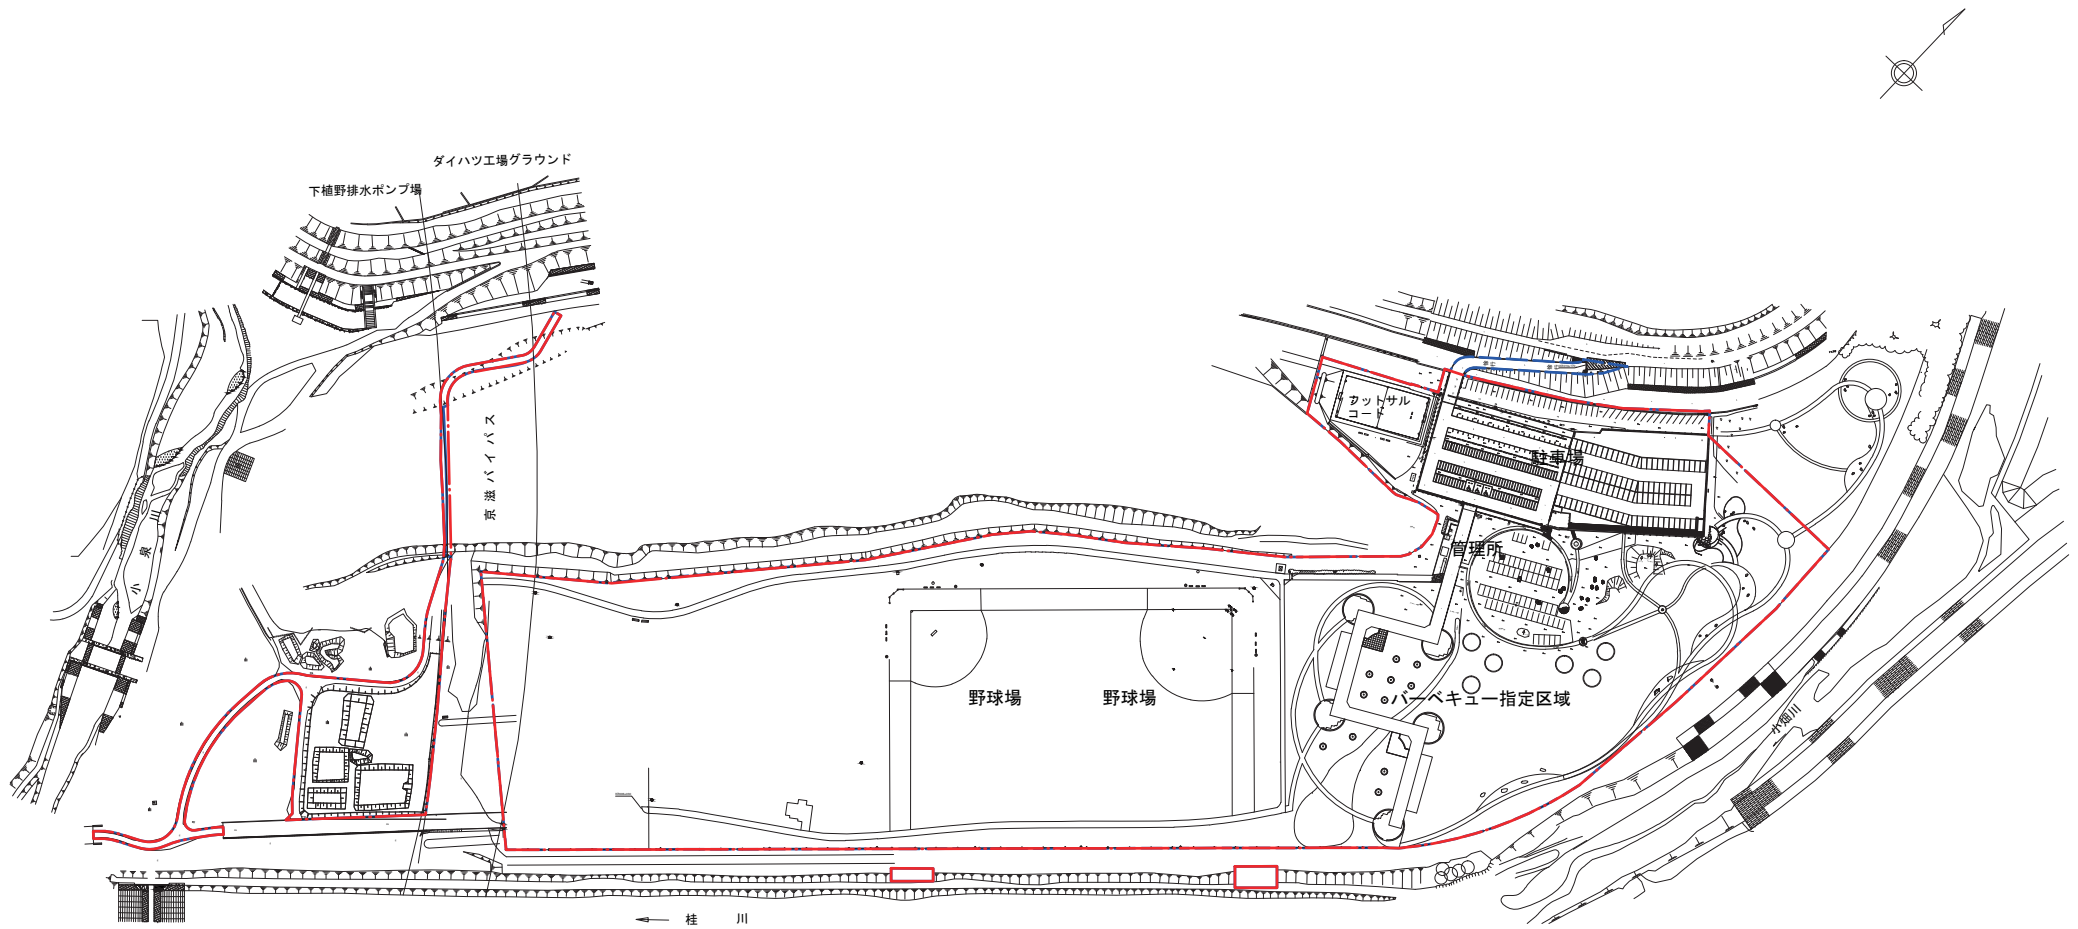 ダイハツ工場グラウンド
下植野排水ポンプ場
京滋バイパス
小泉川
フットサル
コート
駐車場
管理所
野球場
野球場
バーベキュー指定区域
小畑川
桂川